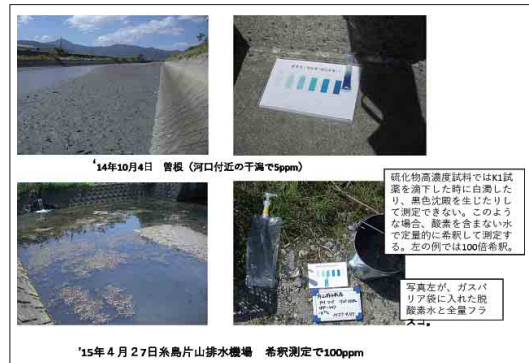 ‘14年10月4日 曽根（河口付近の干潟で5ppm）
硫化物高濃度試料ではK1試
薬を滴下した時に白濁した
り、黒色沈殿を生じたりし
て測定できない。このよう
な場合、酸素を含まない水
で定量的に希釈して測定す
る。左の例では100倍希釈。
写真左が、ガスバ
リア袋に入れた脱
酸素水と全量フラ
スコ。
’15年４月２７日糸島片山排水機場 希釈測定で100ppm